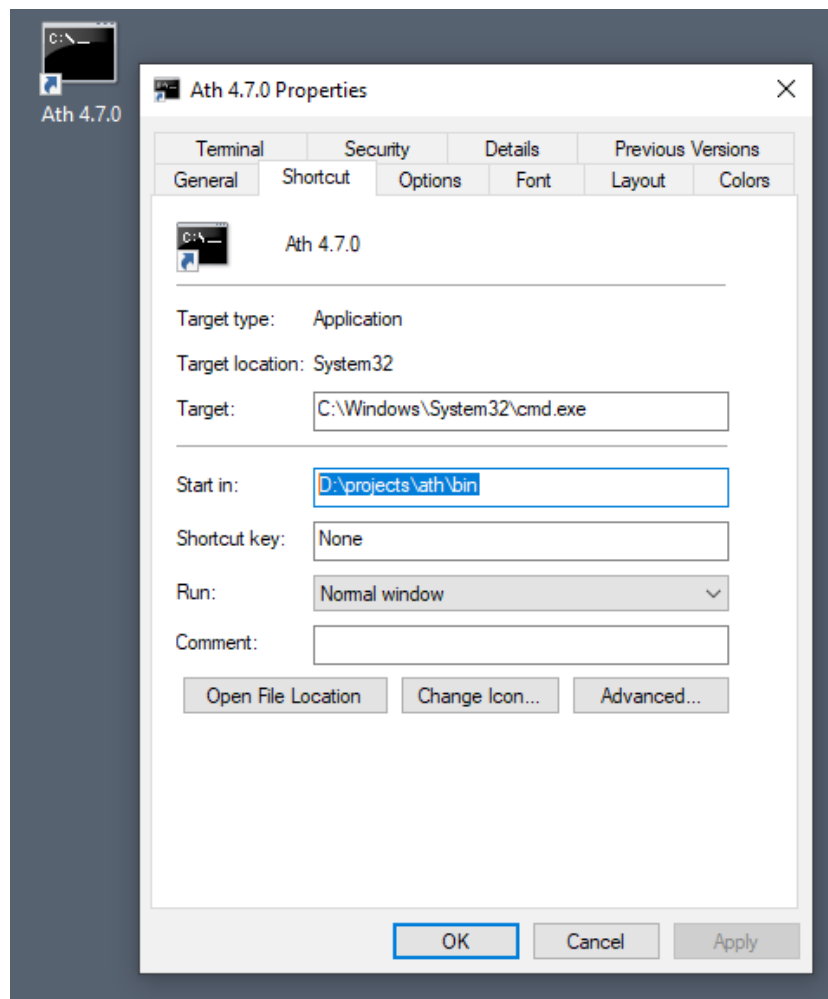 C:\_
Ath 4.7.0
Ath 4.7.0 Properties
Terminal Security Details Previous Versions
General Shortcut Options Font Layout Colors
C:\_
Ath 4.7.0
Target type: Application
Target location: System32
Target: C:\Windows\System32\cmd.exe
Start in: D:\projects\ath\bin
Shortcut key: None
Run: Normal window
Comment:
Open File Location Change Icon... Advanced...
OK Cancel Apply